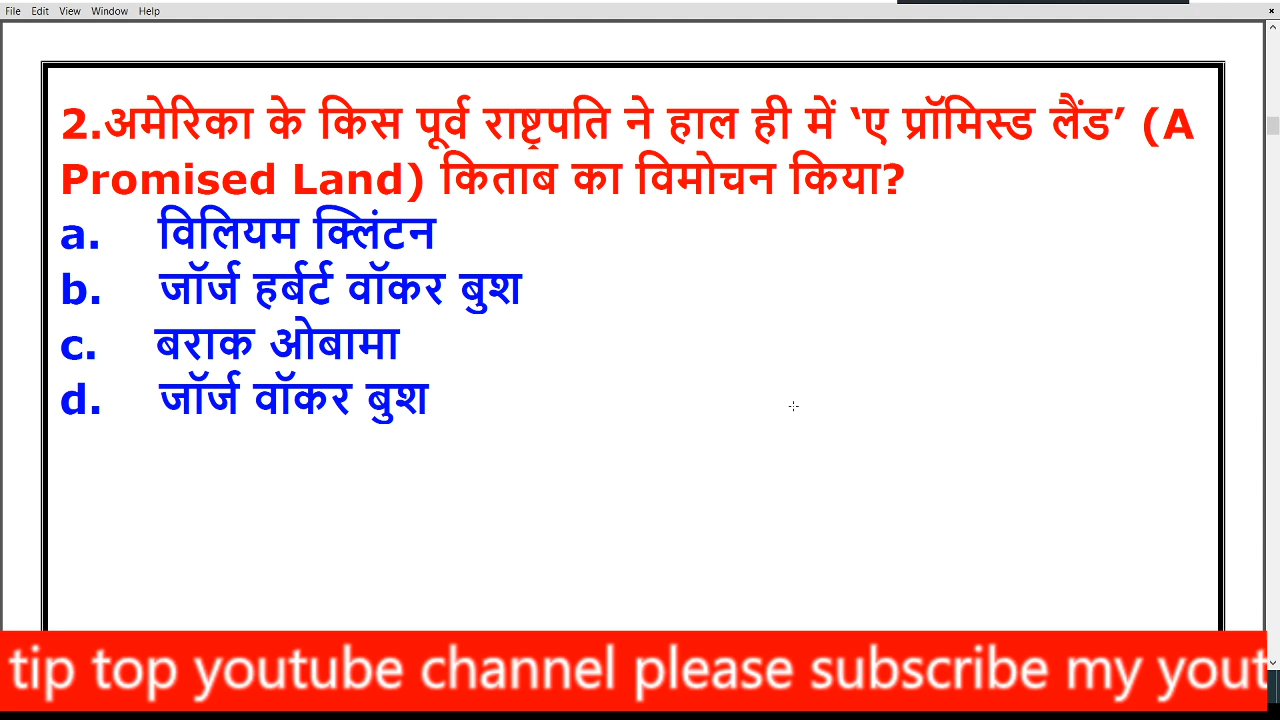 File Edit View Window Help
2.अमेरिका के किस पूर्व राष्ट्रपति ने हाल ही में ‘ए प्रॉमिस्ड लैंड’ (A
Promised Land) किताब का विमोचन किया?
a. विलियम क्लिंटन
b. जॉर्ज हर्बर्ट वॉकर बुश
c. बराक ओबामा
d. जॉर्ज वॉकर बुश
tip top youtube channel please subscribe my yout